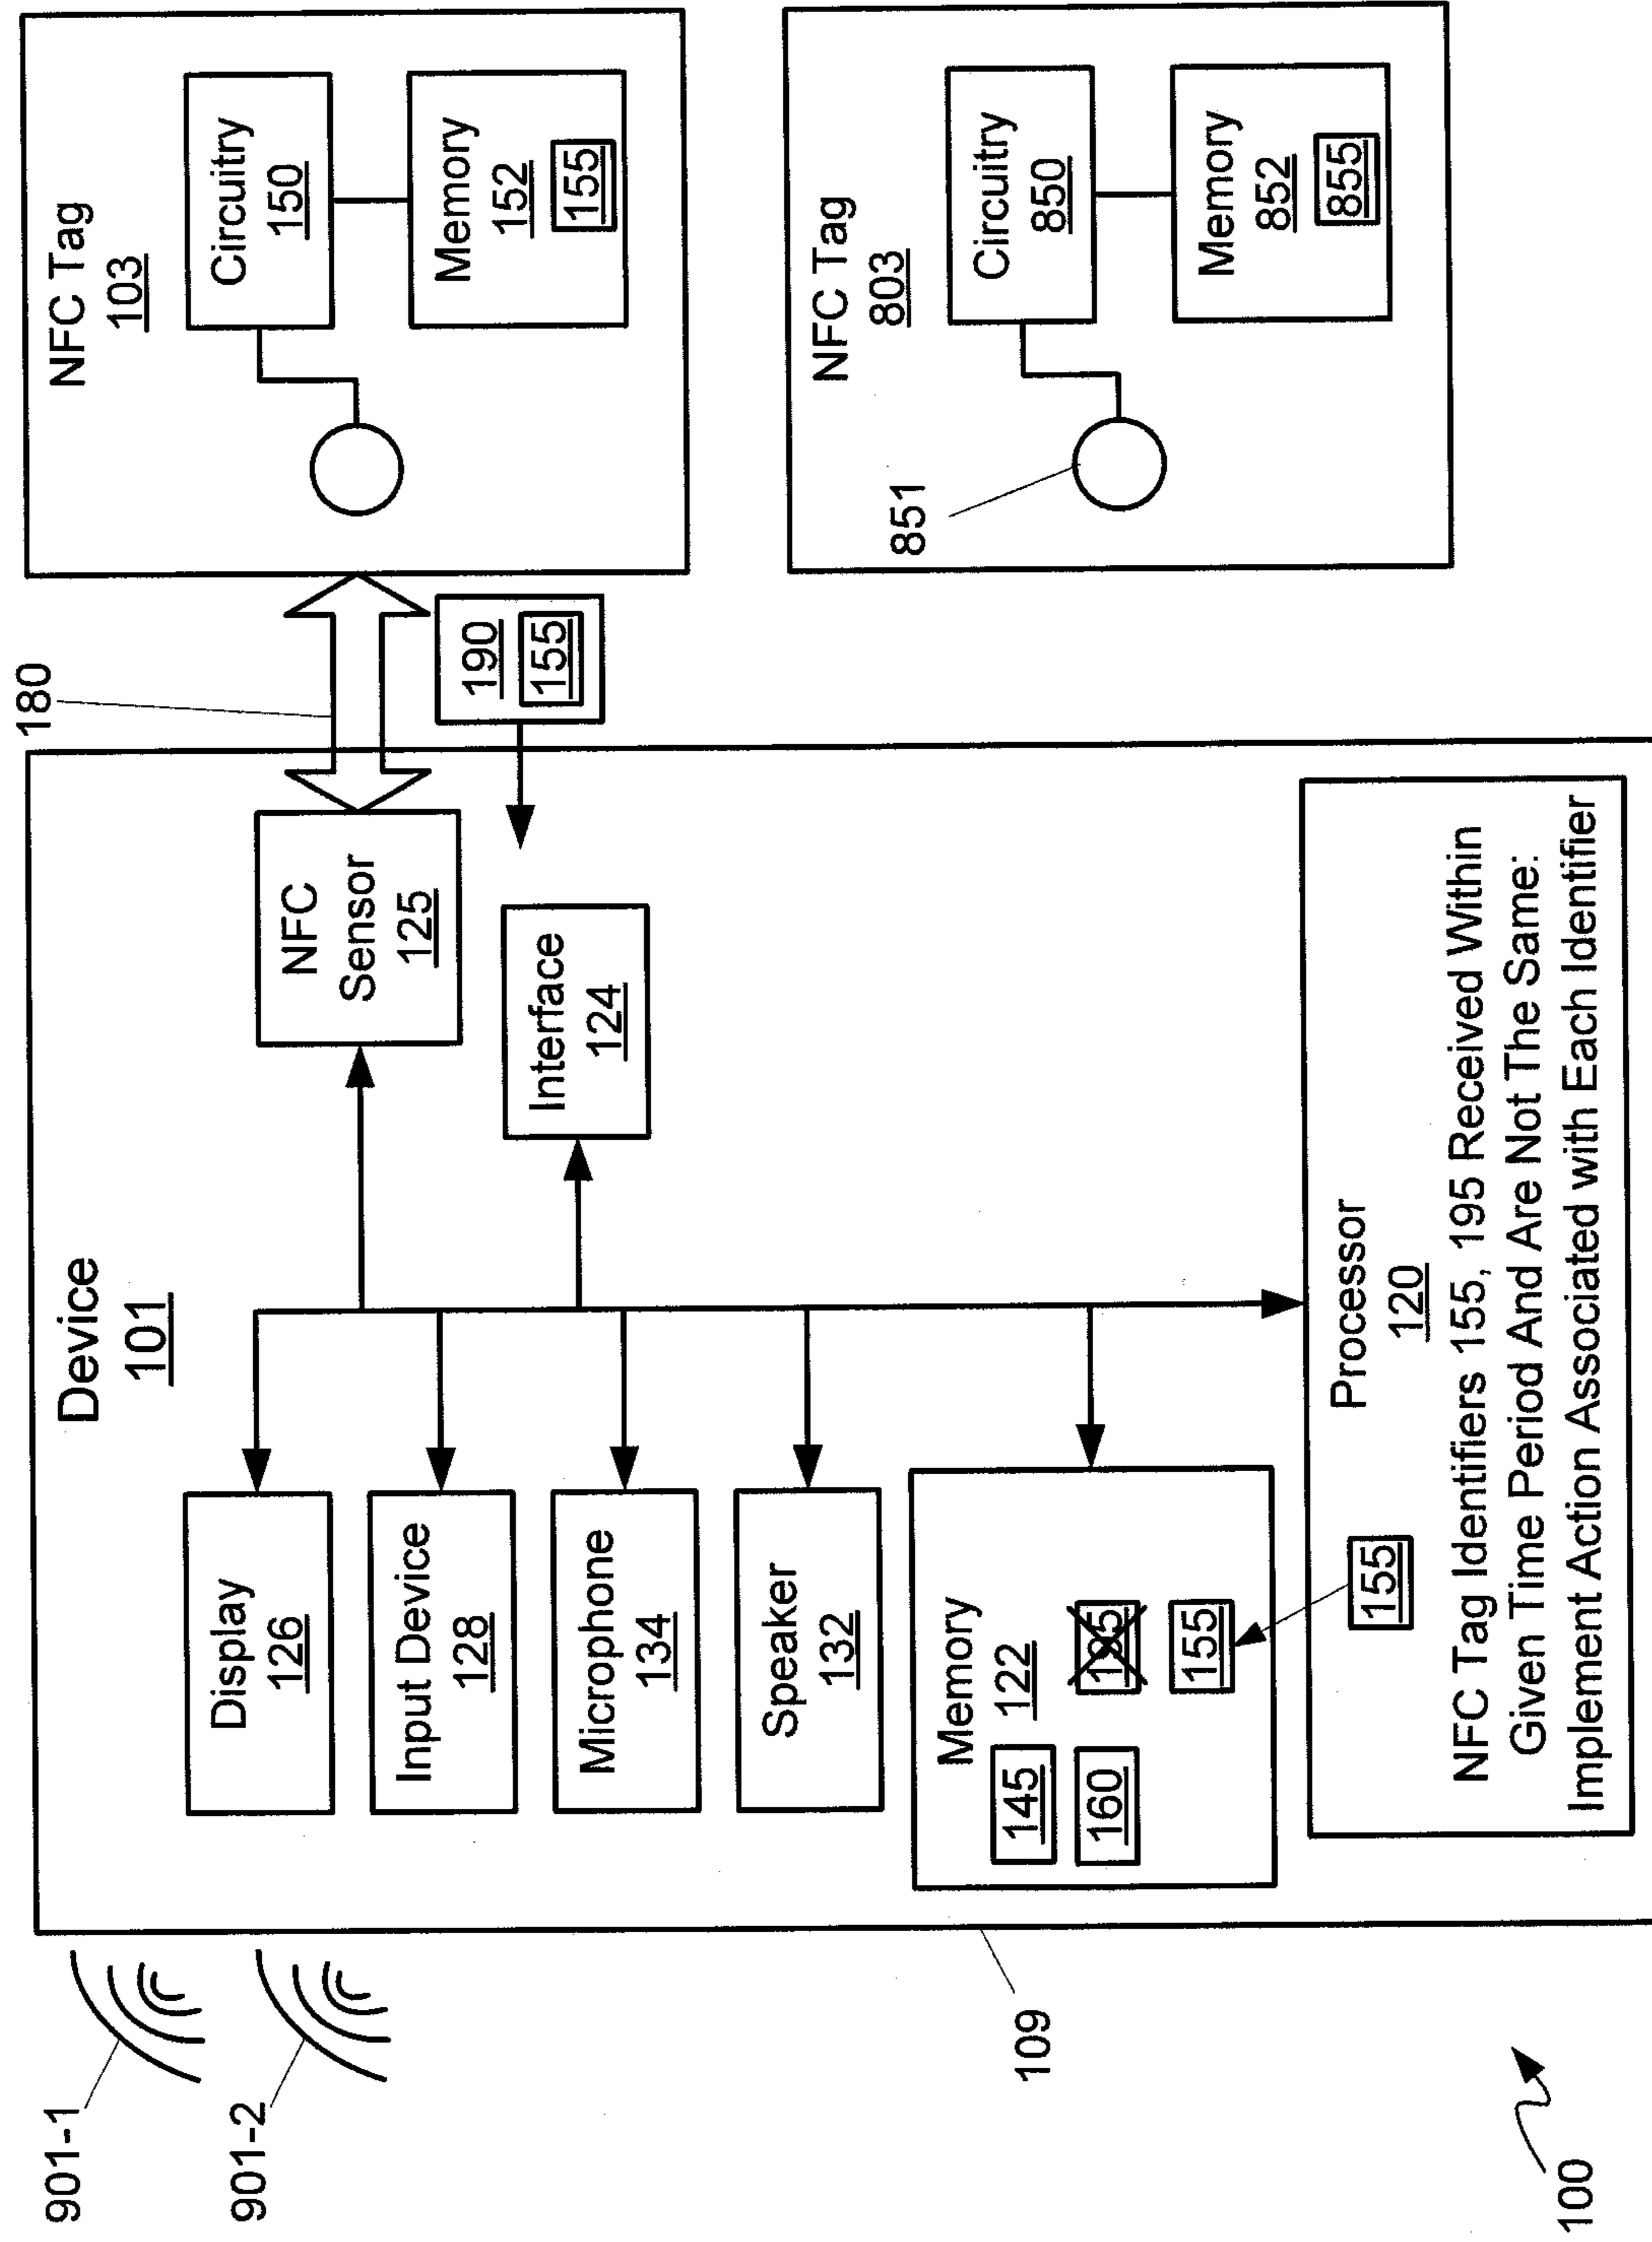 901-1
901-2
109
100
Device
101
Display
126
Input Device
128
Microphone
134
Speaker
132
Memory
122
145
160
155
NFC
Sensor
125
Interface
124
Processor
120
155
NFC Tag Identifiers 155, 195 Received Within
Given Time Period And Are Not The Same:
Implement Action Associated with Each Identifier
180
190
155
NFC Tag
103
Circuitry
150
Memory
152
155
NFC Tag
803
851
Circuitry
850
Memory
852
855